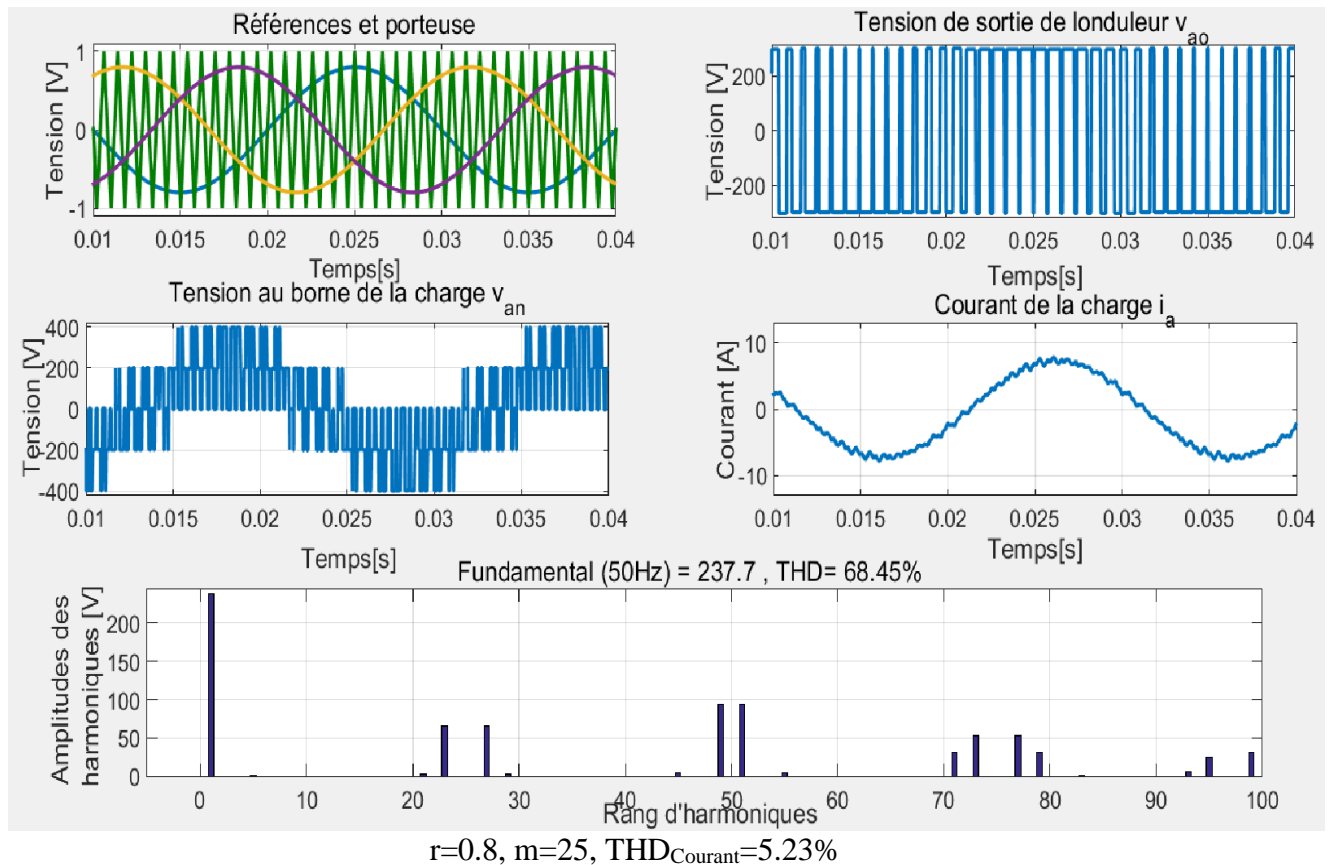 Références et porteuse
Tension [V]
1
0
-1
0.01 0.015 0.02 0.025 0.03 0.035 0.04
Temps[s]
Tension de sortie de londuleur v_ao
Tension [V]
200
0
-200
0.01 0.015 0.02 0.025 0.03 0.035 0.04
Temps[s]
Tension au borne de la charge v_an
Tension [V]
400
200
0
-200
-400
0.01 0.015 0.02 0.025 0.03 0.035 0.04
Temps[s]
Courant de la charge i_a
Courant [A]
10
0
-10
0.01 0.015 0.02 0.025 0.03 0.035 0.04
Temps[s]
Fundamental (50Hz) = 237.7 , THD= 68.45%
Amplitudes des
harmoniques [V]
200
150
100
50
0
0 10 20 30 40 50 60 70 80 90 100
Rang d'harmoniques
r=0.8, m=25, THD_Courant=5.23%